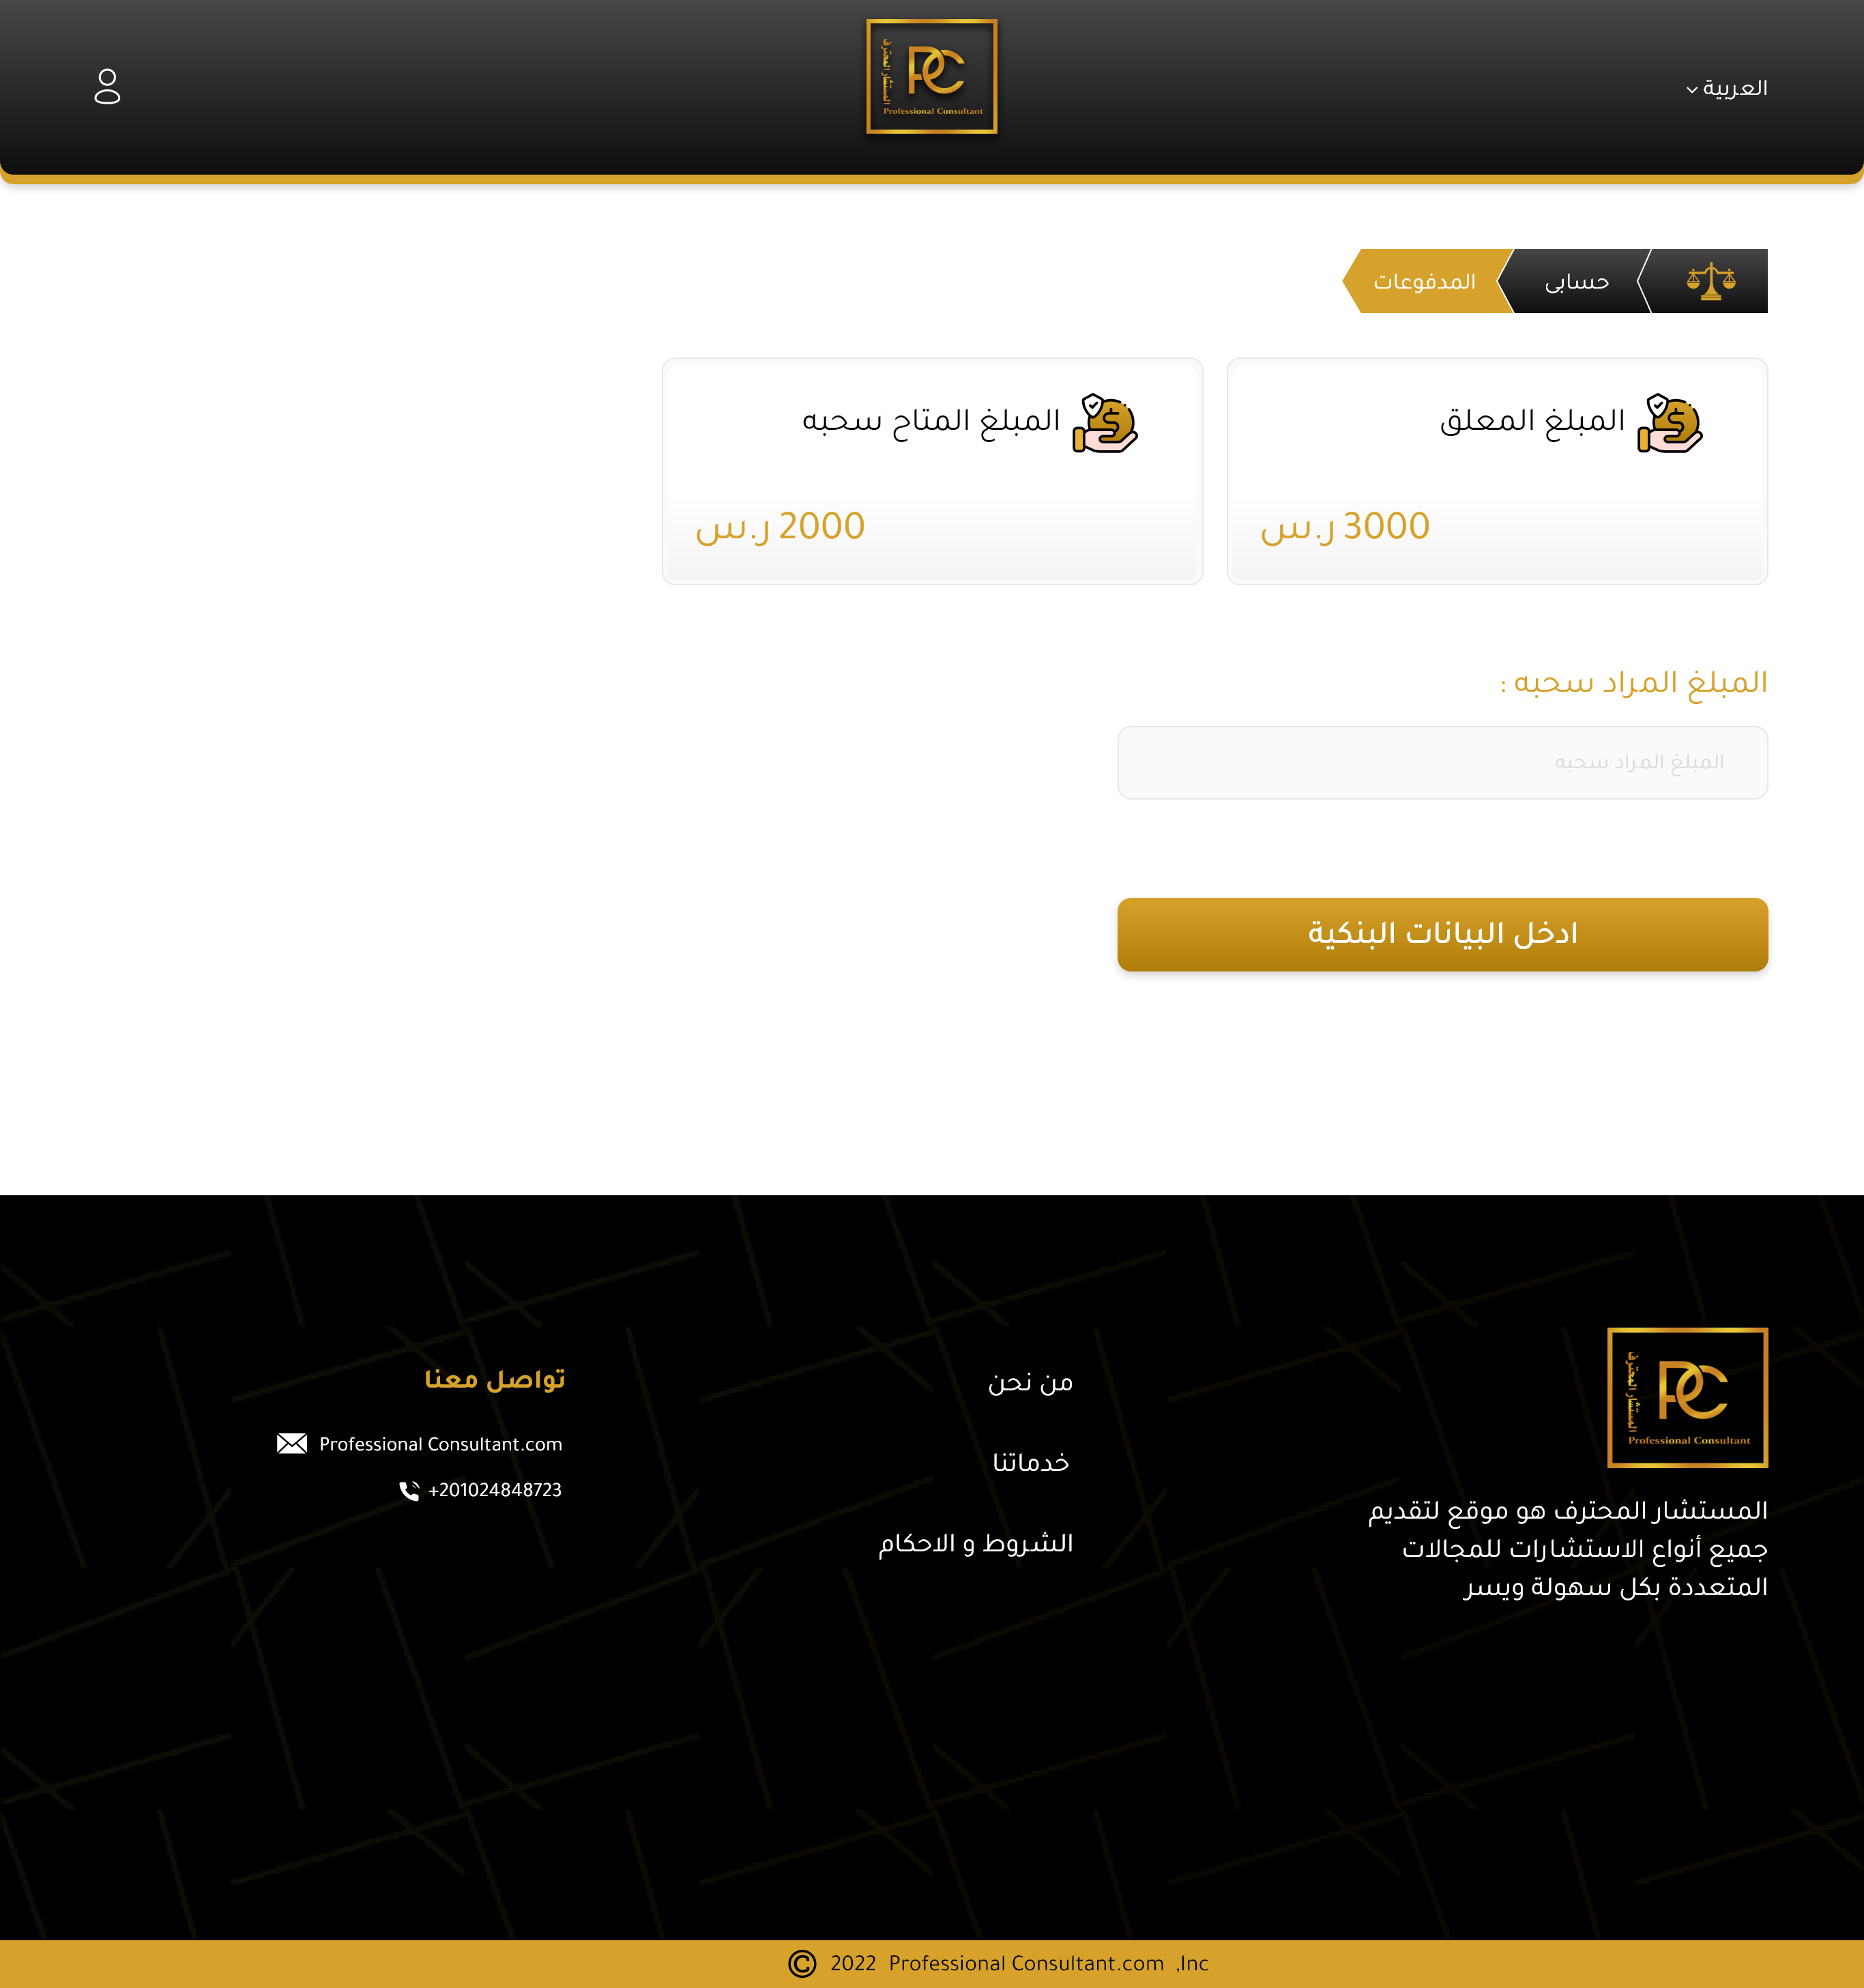 العربية
PC
المستشار المحترف
Professional Consultant
حسابى
المدفوعات
المبلغ المعلق
3000 ر.س
المبلغ المتاح سحبه
2000 ر.س
المبلغ المراد سحبه :
المبلغ المراد سحبه
ادخل البيانات البنكية
PC
المستشار المحترف
Professional Consultant
المستشار المحترف هو موقع لتقديم
جميع أنواع الاستشارات للمجالات
المتعددة بكل سهولة ويسر
من نحن
خدماتنا
الشروط و الاحكام
تواصل معنا
Professional Consultant.com
+201024848723
© 2022 Professional Consultant.com ,Inc